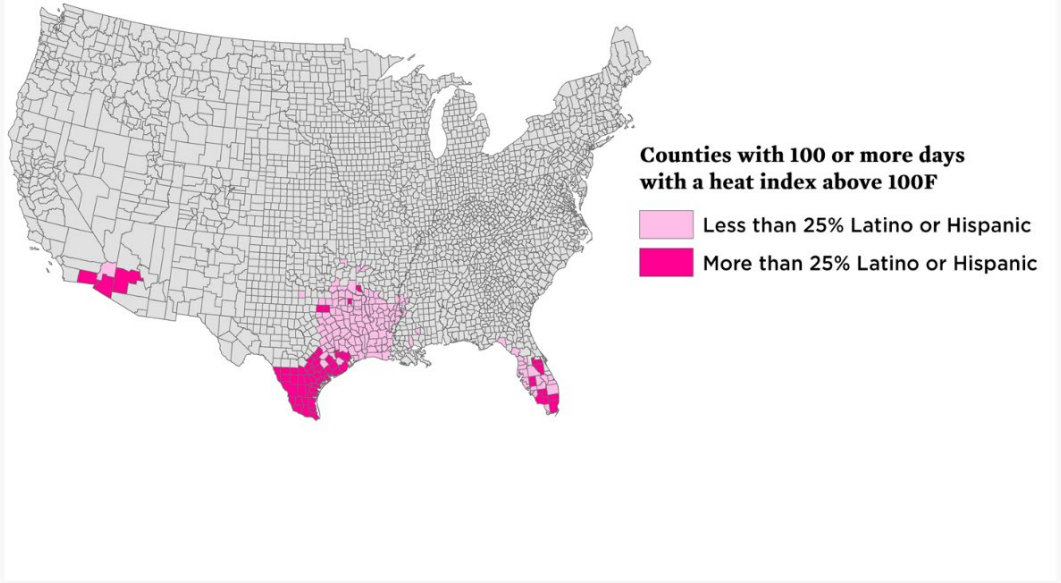 Counties with 100 or more days
with a heat index above 100F
Less than 25% Latino or Hispanic
More than 25% Latino or Hispanic